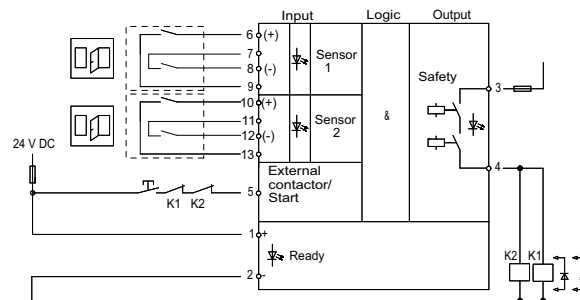 Input Logic Output
6 (+)
7
8 (-)
9
Sensor
1
10 (+)
11
12 (-)
13
Sensor
2
&
Safety
3
4
24 V DC
K1 K2
5
External
contactor/
Start
1 +
Ready
2 -
K2 K1